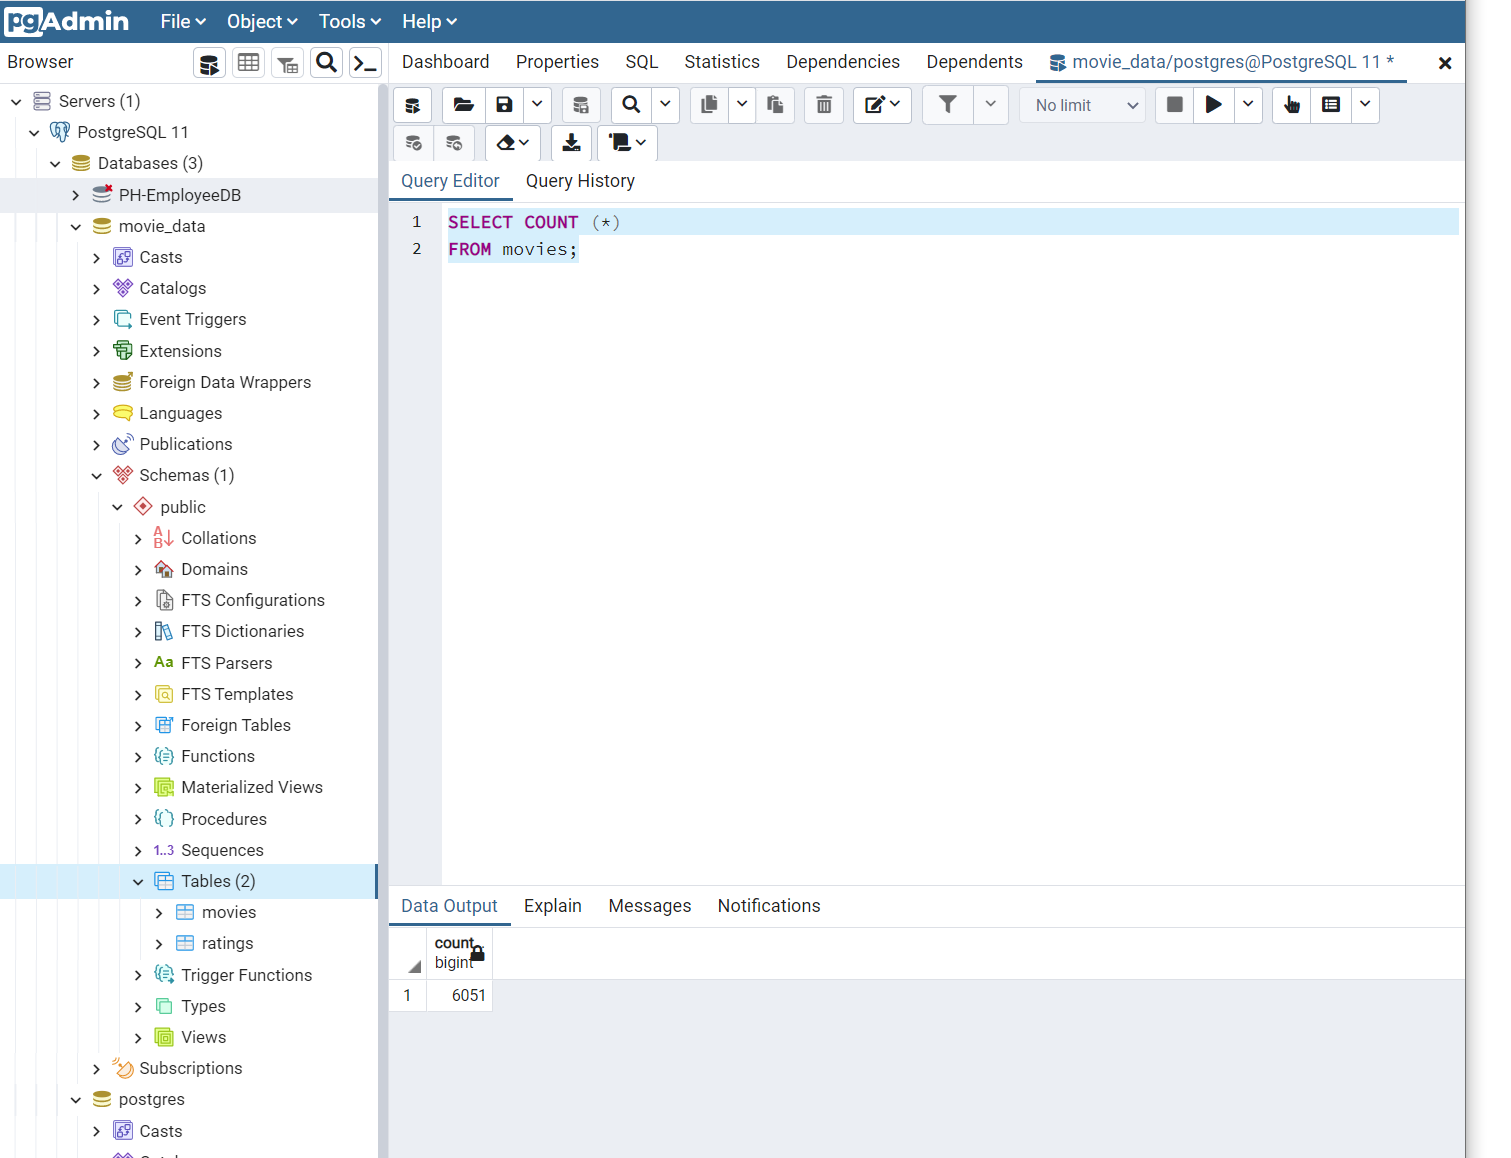 pgAdmin File Object Tools Help
Browser
Dashboard Properties SQL Statistics Dependencies Dependents movie_data/postgres@PostgreSQL 11 *
Servers (1)
PostgreSQL 11
Databases (3)
PH-EmployeeDB
movie_data
Casts
Catalogs
Event Triggers
Extensions
Foreign Data Wrappers
Languages
Publications
Schemas (1)
public
Collations
Domains
FTS Configurations
FTS Dictionaries
Aa FTS Parsers
FTS Templates
Foreign Tables
Functions
Materialized Views
Procedures
1..3 Sequences
Tables (2)
movies
ratings
Trigger Functions
Types
Views
Subscriptions
postgres
Casts
No limit
Query Editor Query History
1 SELECT COUNT (*)
2 FROM movies;
Data Output Explain Messages Notifications
count
bigint
1 6051